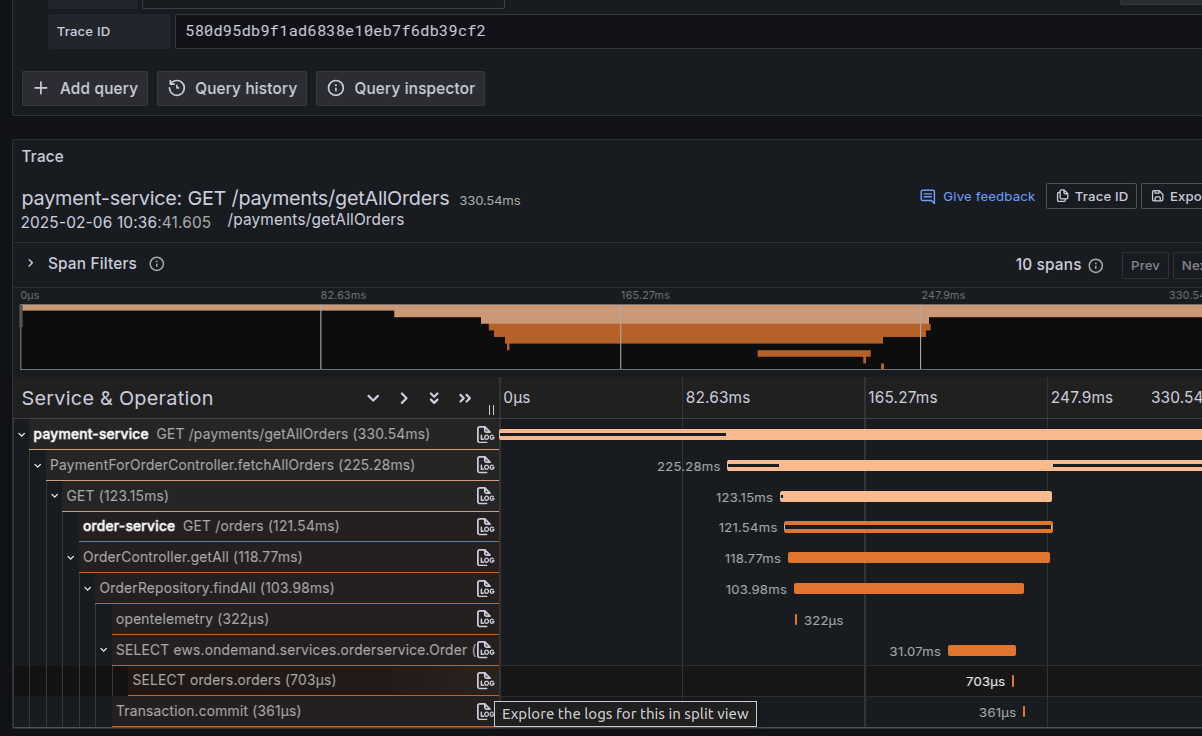 Trace ID
580d95db9f1ad6838e10eb7f6db39cf2
Add query
Query history
Query inspector
Trace
payment-service: GET /payments/getAllOrders 330.54ms
2025-02-06 10:36:41.605 /payments/getAllOrders
Give feedback
Trace ID
Expo
Span Filters
10 spans
Prev
Ne
0μs 82.63ms 165.27ms 247.9ms 330.54
Service & Operation
0μs 82.63ms 165.27ms 247.9ms 330.54
payment-service GET /payments/getAllOrders (330.54ms) LOG
PaymentForOrderController.fetchAllOrders (225.28ms) LOG 225.28ms
GET (123.15ms) LOG 123.15ms
order-service GET /orders (121.54ms) LOG 121.54ms
OrderController.getAll (118.77ms) LOG 118.77ms
OrderRepository.findAll (103.98ms) LOG 103.98ms
opentelemetry (322μs) LOG 322μs
SELECT ews.ondemand.services.orderservice.Order ( LOG 31.07ms
SELECT orders.orders (703μs) LOG 703μs
Transaction.commit (361μs) LOG 361μs
Explore the logs for this in split view